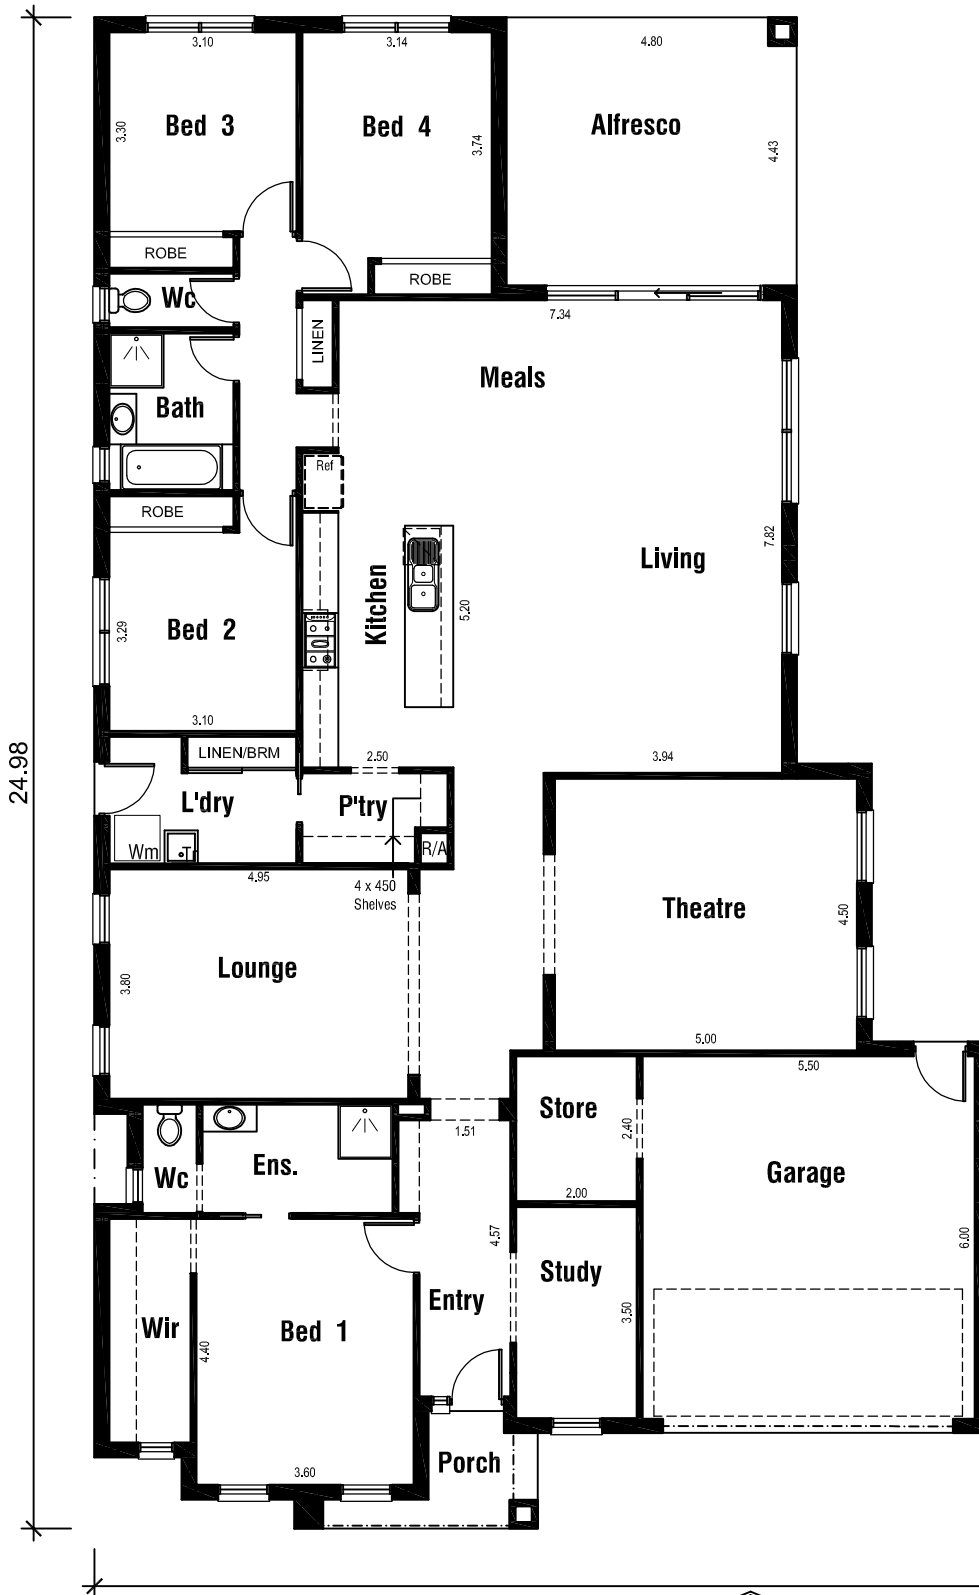 3.10
3.14
4.80
Bed 3
Bed 4
Alfresco
3.30
3.74
4.43
ROBE
ROBE
Wc
7.34
LINEN
Meals
Bath
Ref
ROBE
7.82
Living
Kitchen
5.20
Bed 2
3.29
3.10
24.98
LINEN/BRM
2.50
3.94
L'dry
P'try
Wm
Tr
R/A
4.95
4 x 450
Shelves
Theatre
4.50
Lounge
3.80
5.00
5.50
Store
2.40
1.51
Wc
Ens.
Garage
2.00
4.57
6.00
Study
Entry
3.50
Wir
Bed 1
4.40
Porch
3.60